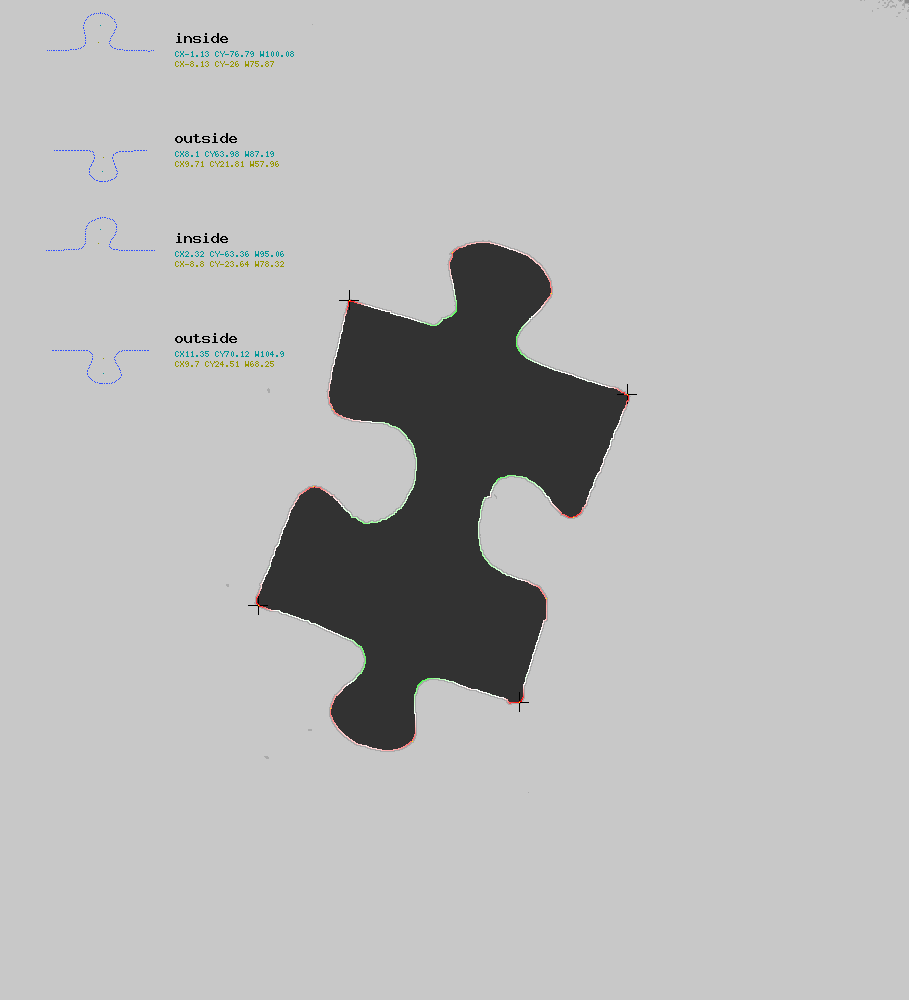 inside
CX-1.13 CY-76.79 W100.08
CX-8.13 CY-26 W75.87
outside
CX8.1 CY63.98 W87.19
CX9.71 CY21.81 W57.96
inside
CX2.32 CY-63.36 W95.06
CX-8.8 CY-23.64 W78.32
outside
CX11.35 CY70.12 W104.9
CX9.7 CY24.51 W68.25